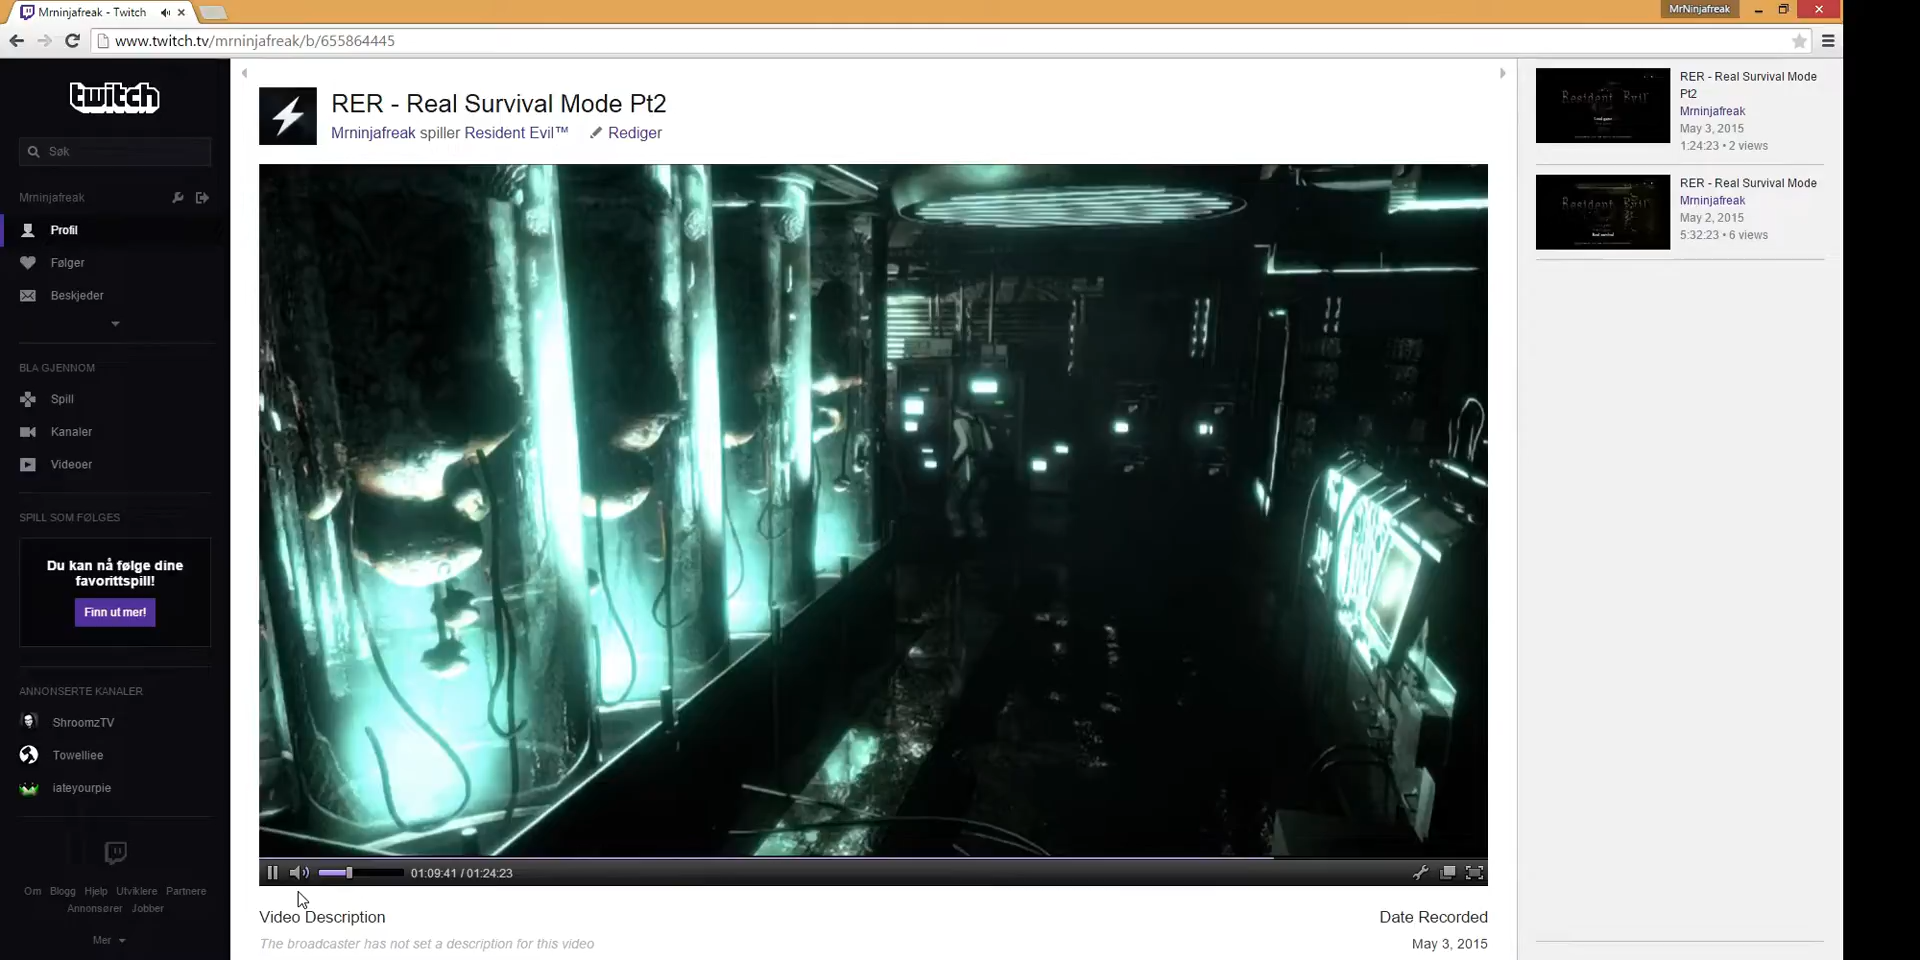 Mrninjafreak - Twitch
MrNinjafreak
www.twitch.tv/mrninjafreak/b/655864445
twitch
Søk
Mrninjafreak
Profil
Følger
Beskjeder
BLA GJENNOM
Spill
Kanaler
Videoer
SPILL SOM FØLGES
Du kan nå følge dine
favorittspill!
Finn ut mer!
ANNONSERTE KANALER
ShroomzTV
Towelliee
iateyourpie
Om Blogg Hjelp Utviklere Partnere
Annonsører Jobber
Mer
RER - Real Survival Mode Pt2
Mrninjafreak spiller Resident Evil™ Rediger
01:09:41 / 01:24:23
Video Description
The broadcaster has not set a description for this video
Date Recorded
May 3, 2015
Resident Evil
RER - Real Survival Mode
Pt2
Mrninjafreak
May 3, 2015
1:24:23 • 2 views
Resident Evil
RER - Real Survival Mode
Mrninjafreak
May 2, 2015
5:32:23 • 6 views